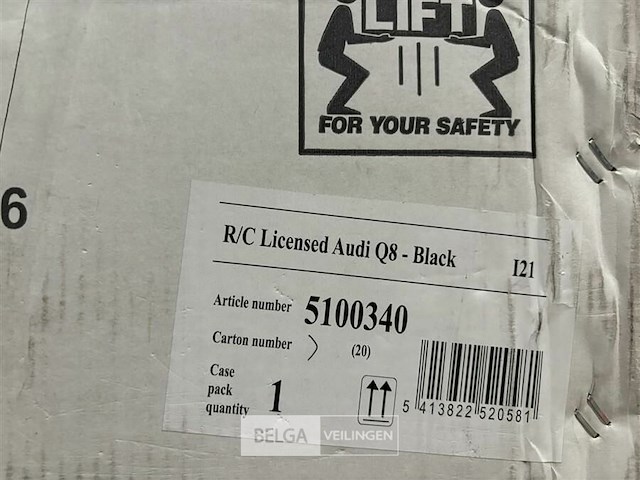 LIFT
FOR YOUR SAFETY
6
R/C Licensed Audi Q8 - Black I21
Article number 5100340
Carton number (20)
Case
pack
quantity 1
5 413822 520581
BELGA VEILINGEN